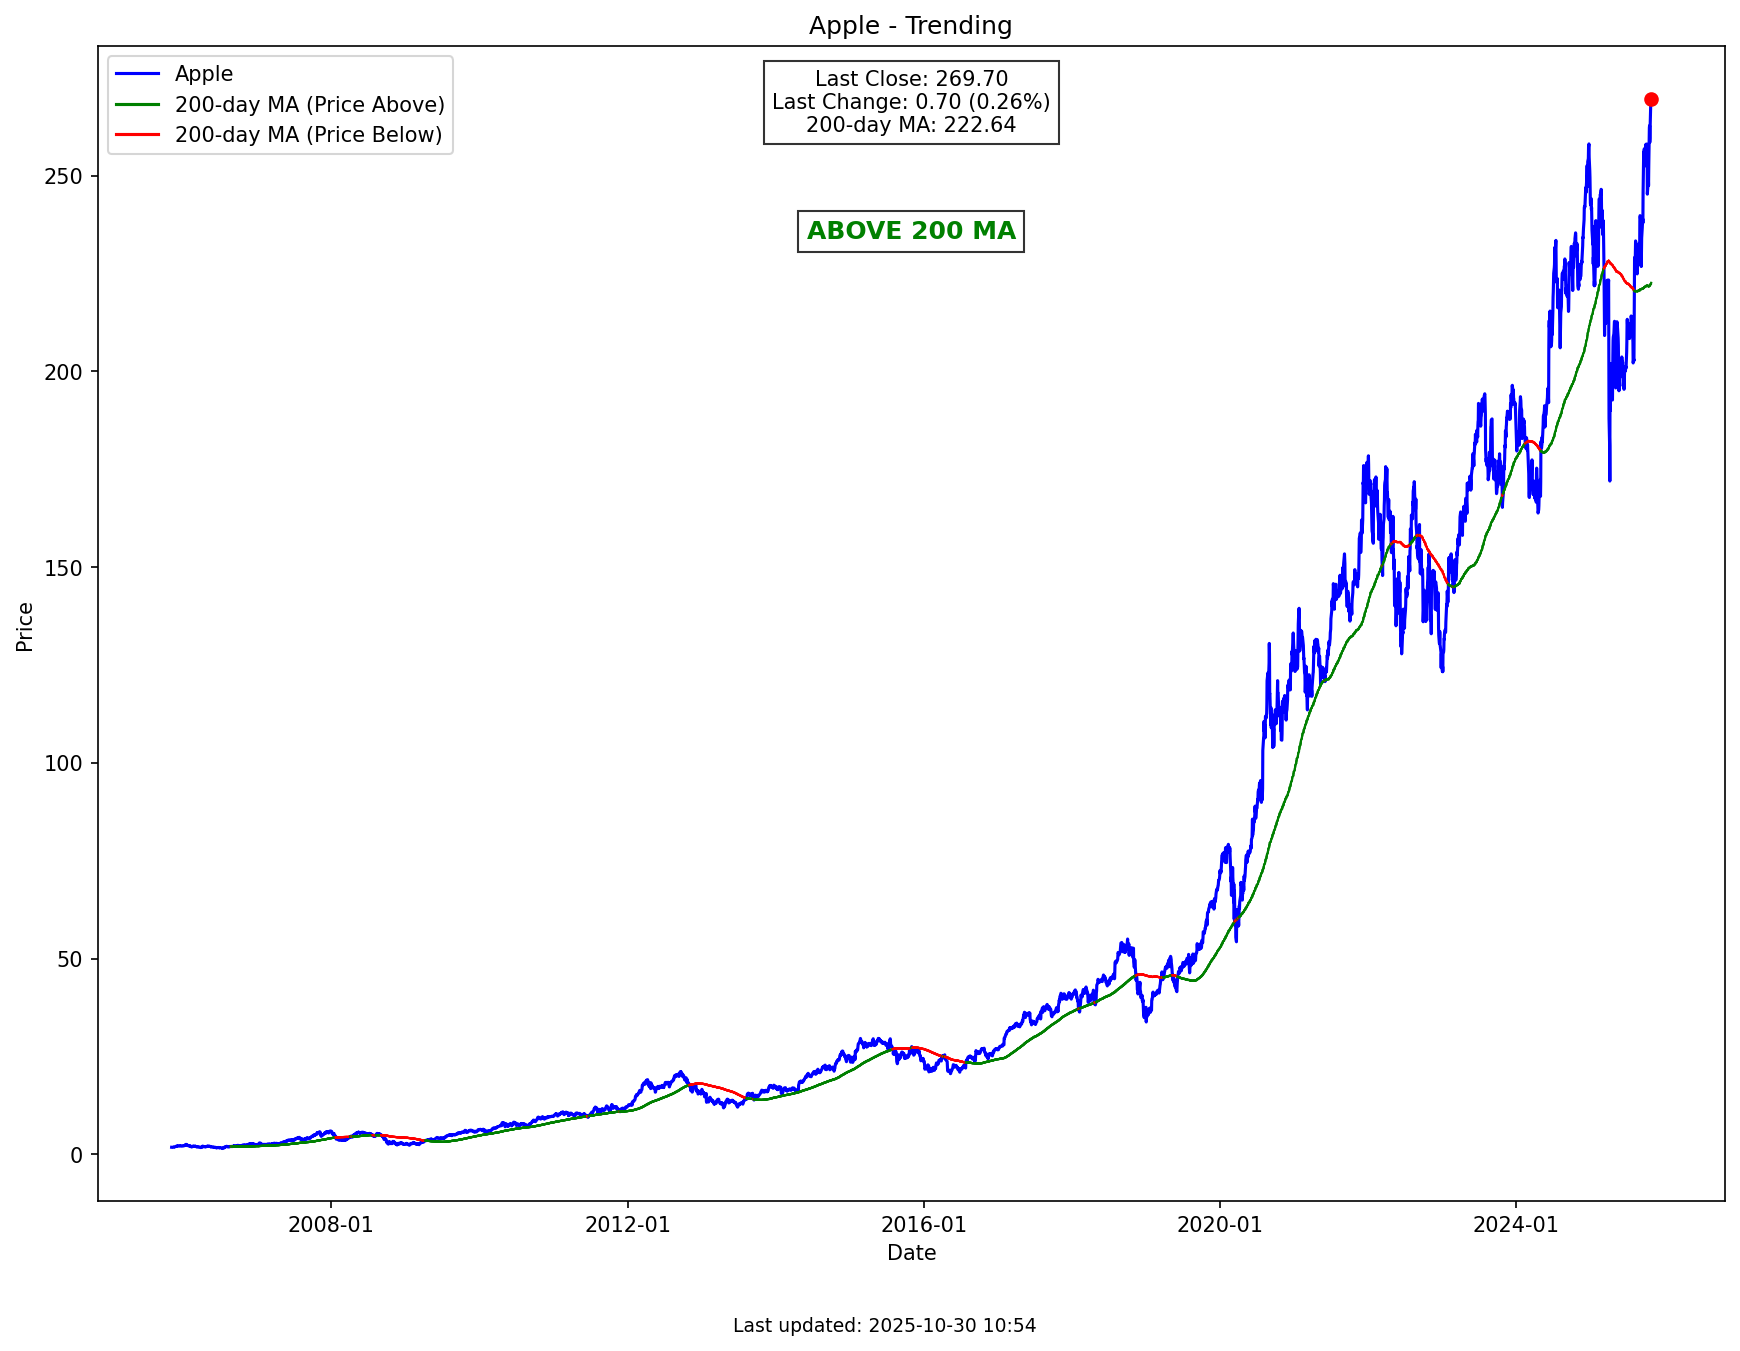 Apple - Trending
Apple
200-day MA (Price Above)
200-day MA (Price Below)
Last Close: 269.70
Last Change: 0.70 (0.26%)
200-day MA: 222.64
ABOVE 200 MA
Price
250
200
150
100
50
0
2008-01
2012-01
2016-01
2020-01
2024-01
Date
Last updated: 2025-10-30 10:54